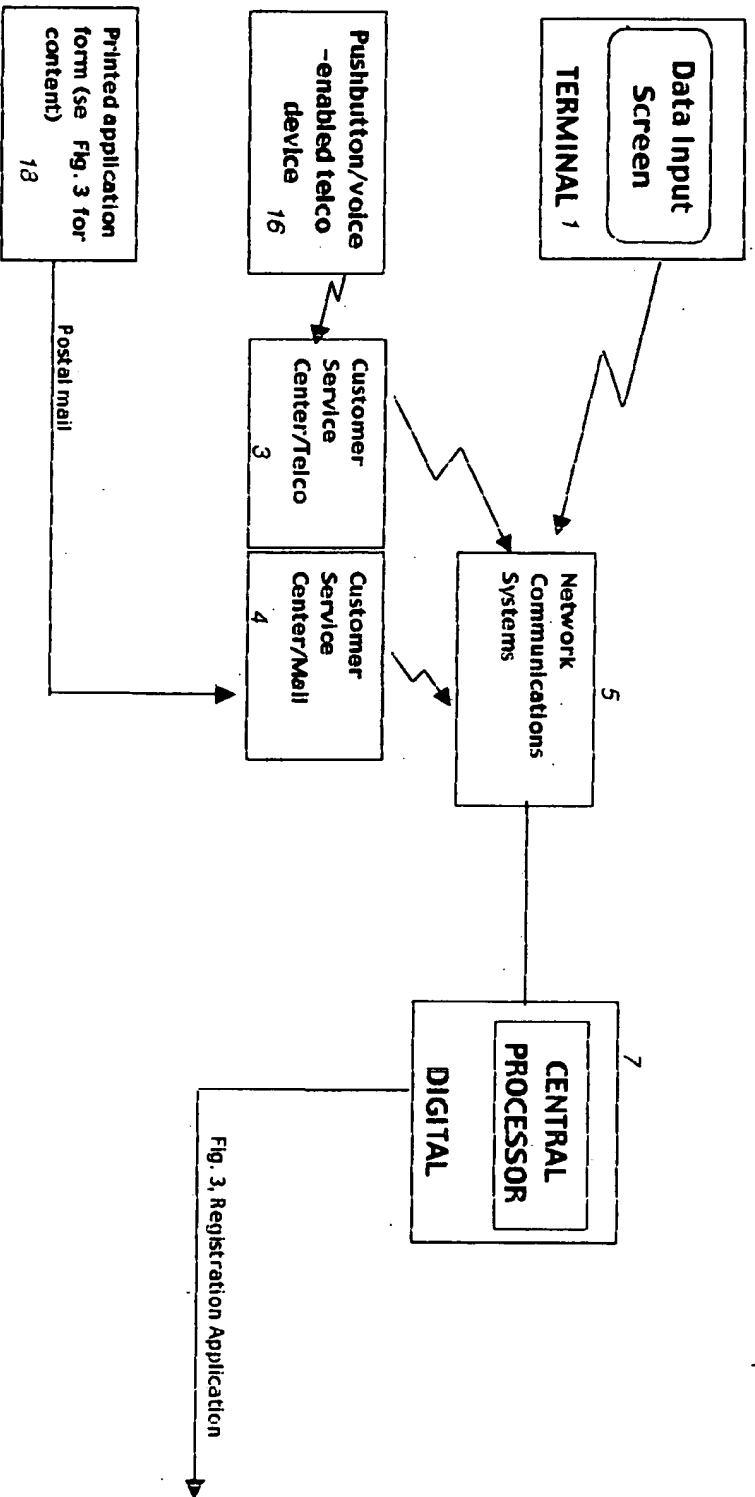 Data Input
Screen
TERMINAL 1
Pushbutton/voice
-enabled telco
device
16
Printed application
form (se Fig. 3 for
content)
18
Postal mail
Customer
Service
Center/Telco
3
Customer
Service
Center/Mail
4
5
Network
Communications
Systems
7
CENTRAL
PROCESSOR
DIGITAL
Fig. 3, Registration Application